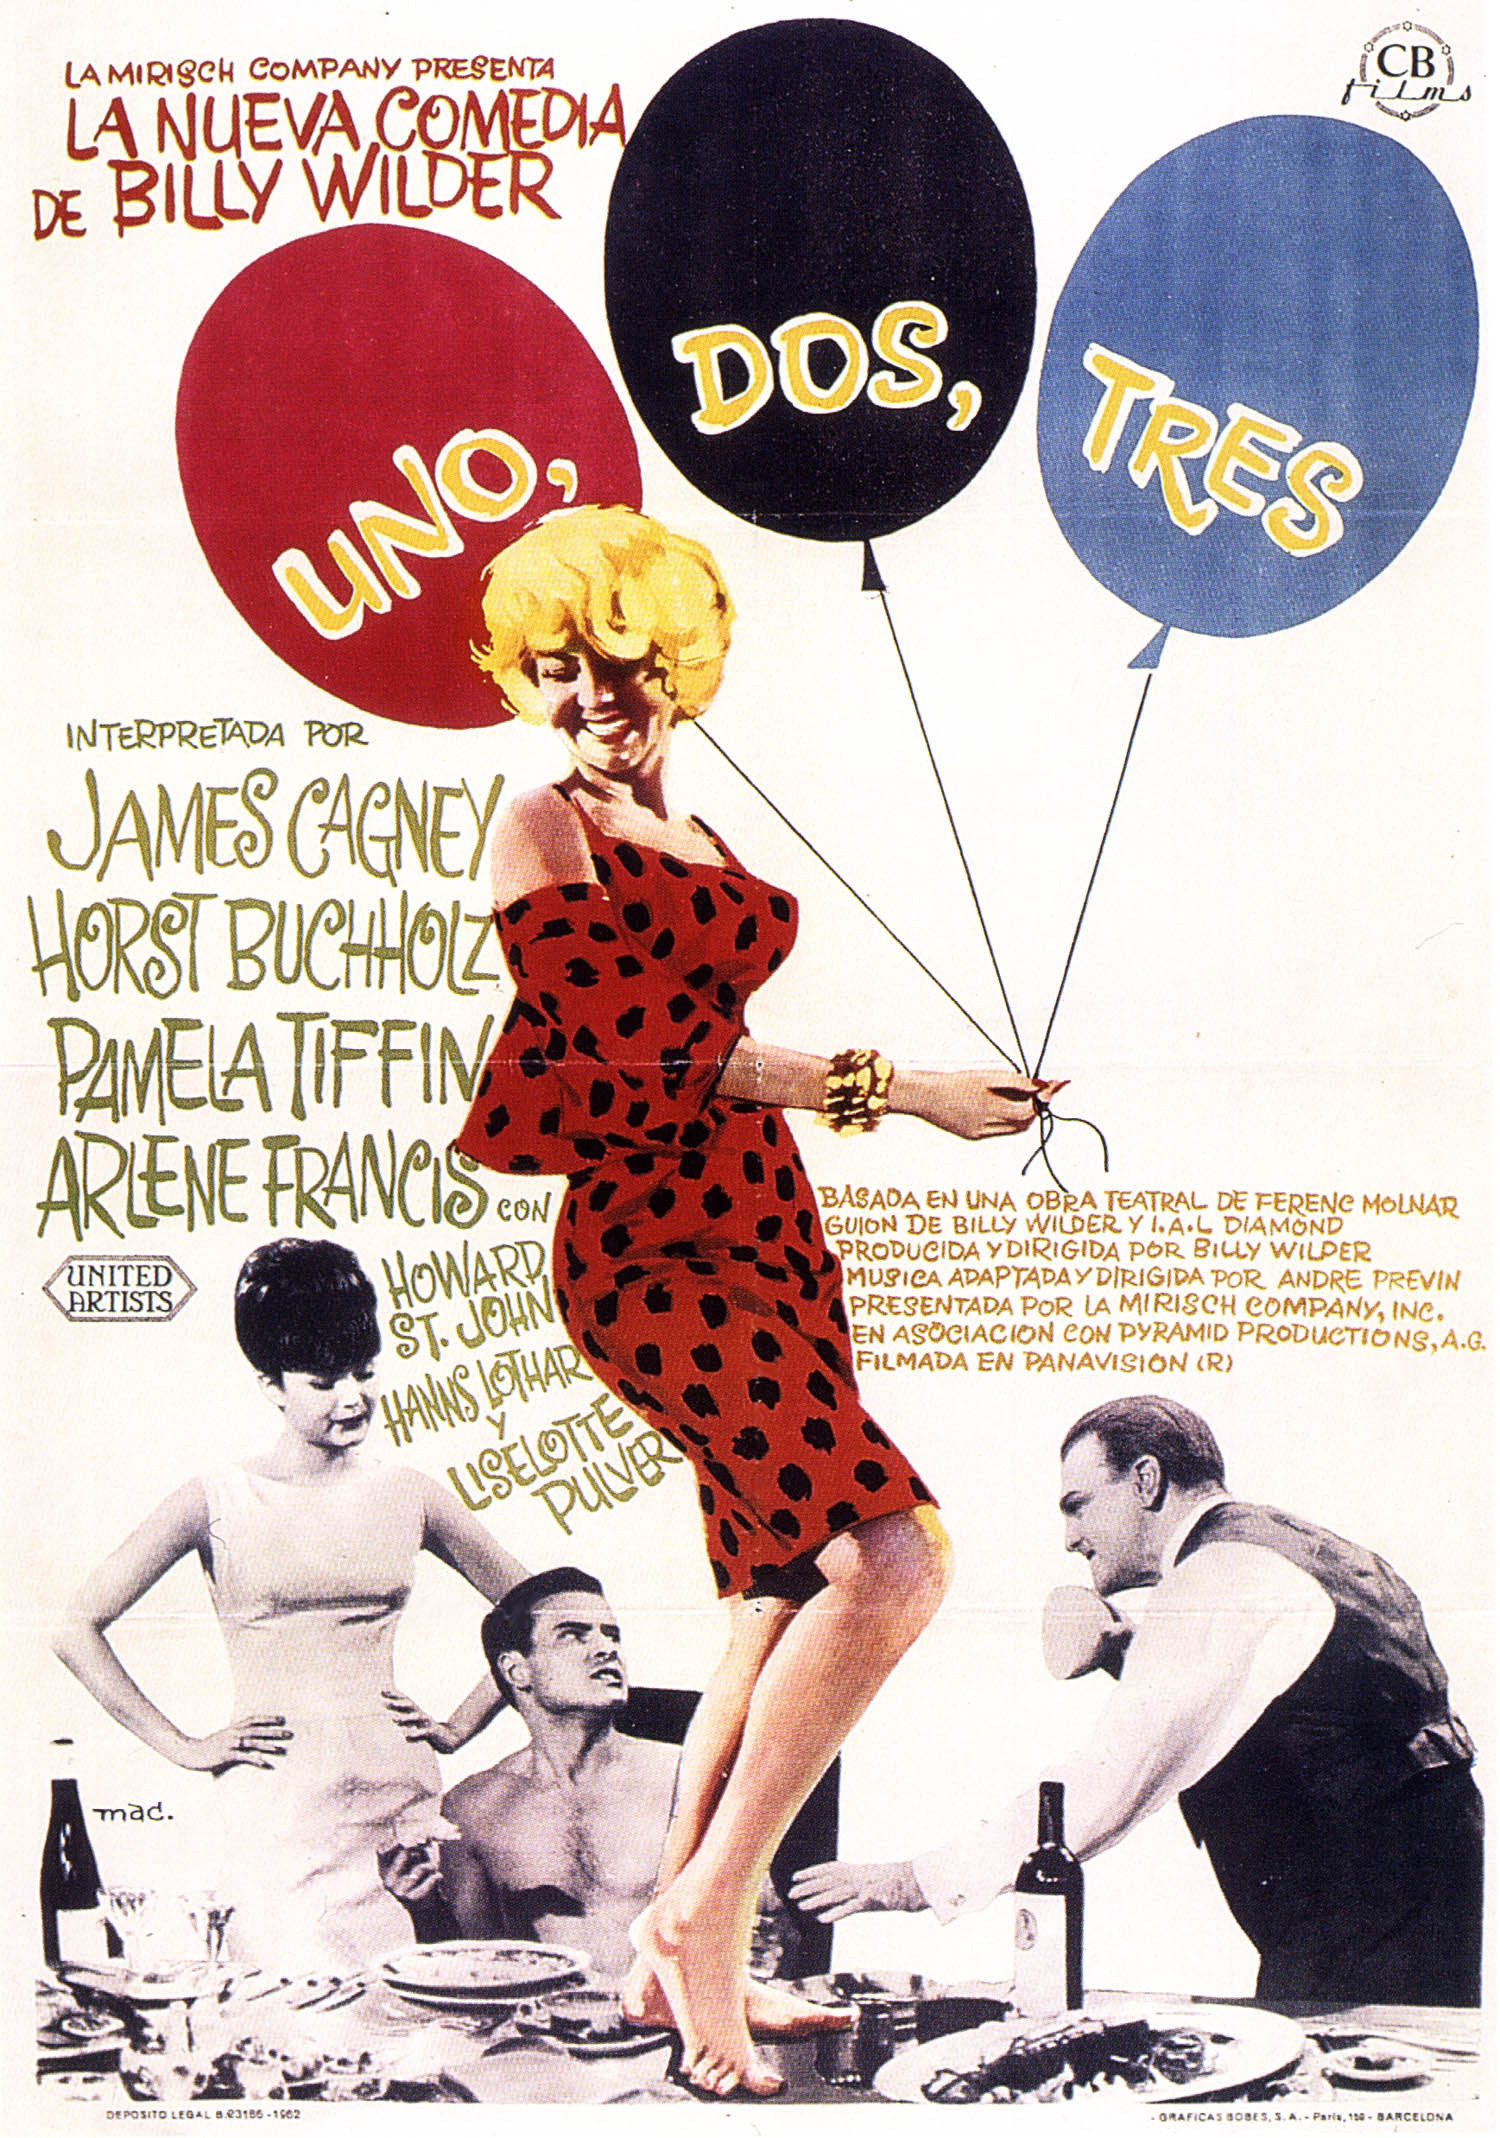 LA MIRISCH COMPANY PRESENTA
LA NUEVA COMEDIA
DE BILLY WILDER
CB
films
UNO,
DOS,
TRES
INTERPRETADA POR
JAMES CAGNEY
HORST BUCHHOLZ
PAMELA TIFFIN
ARLENE FRANCIS CON
HOWARD
ST. JOHN,
HANNS LOTHAR
Y
LISELOTTE
PULVER
UNITED
ARTISTS
BASADA EN UNA OBRA TEATRAL DE FERENC MOLNAR
GUION DE BILLY WILDER Y I.A.L DIAMOND
PRODUCIDA Y DIRIGIDA POR BILLY WILDER
MUSICA ADAPTADA Y DIRIGIDA POR ANDRE PREVIN
PRESENTADA POR LA MIRISCH COMPANY, INC.
EN ASOCIACION CON PYRAMID PRODUCTIONS, A.G.
FILMADA EN PANAVISION (R)
mac.
DEPOSITO LEGAL B.23186-1962
- GRAFICAS BOBES, S. A. - París, 159 - BARCELONA